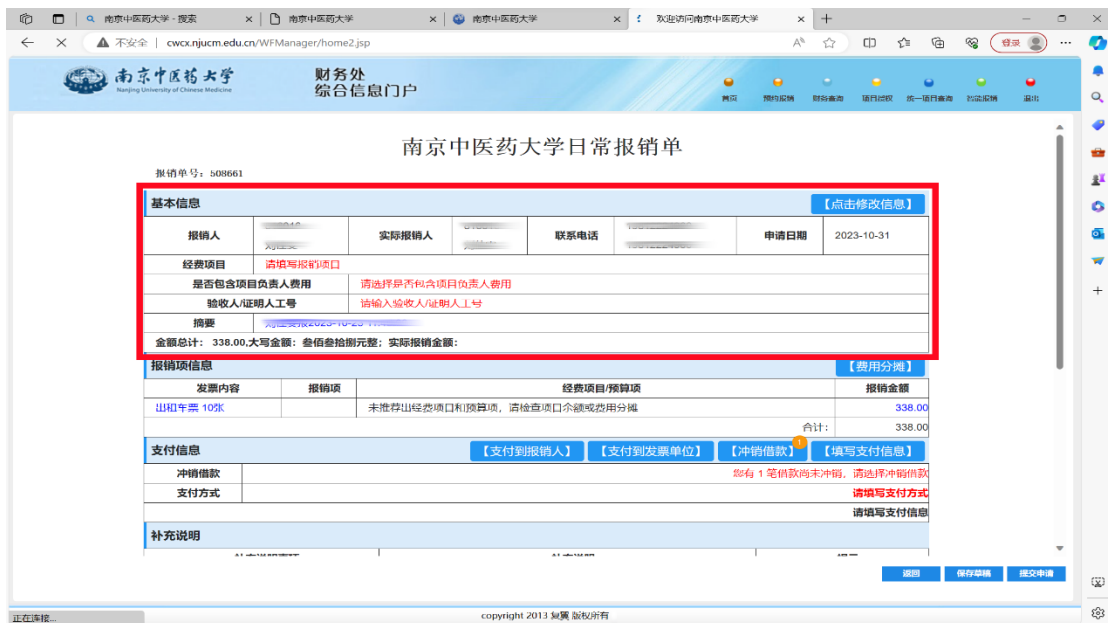 南京中医药大学 - 搜索
南京中医药大学
南京中医药大学
欢迎访问南京中医药大学
不安全 | cwcx.njucm.edu.cn/WFManager/home2.jsp
登录
南京中医药大学
Nanjing University of Chinese Medicine
财务处
综合信息门户
首页 预约报销 财务查询 项目授权 统一项目查询 智能报销 退出
南京中医药大学日常报销单
报销单号：508661
基本信息 【点击修改信息】
报销人 实际报销人 联系电话 申请日期 2023-10-31
经费项目 请填写报销项目
是否包含项目负责人费用 请选择是否包含项目负责人费用
验收人/证明人工号 请输入验收人/证明人工号
摘要
金额总计： 338.00,大写金额：叁佰叁拾捌元整；实际报销金额：
报销项信息 【费用分摊】
发票内容 报销项 经费项目/预算项 报销金额
出租车票 10张 未推荐出经费项目和预算项，请检查项目余额或费用分摊 338.00
合计： 338.00
支付信息 【支付到报销人】 【支付到发票单位】 【冲销借款】 1 【填写支付信息】
冲销借款 您有 1 笔借款尚未冲销，请选择冲销借款
支付方式 请填写支付方式
请填写支付信息
补充说明
返回 保存草稿 提交申请
正在连接...
copyright 2013 复翼 版权所有